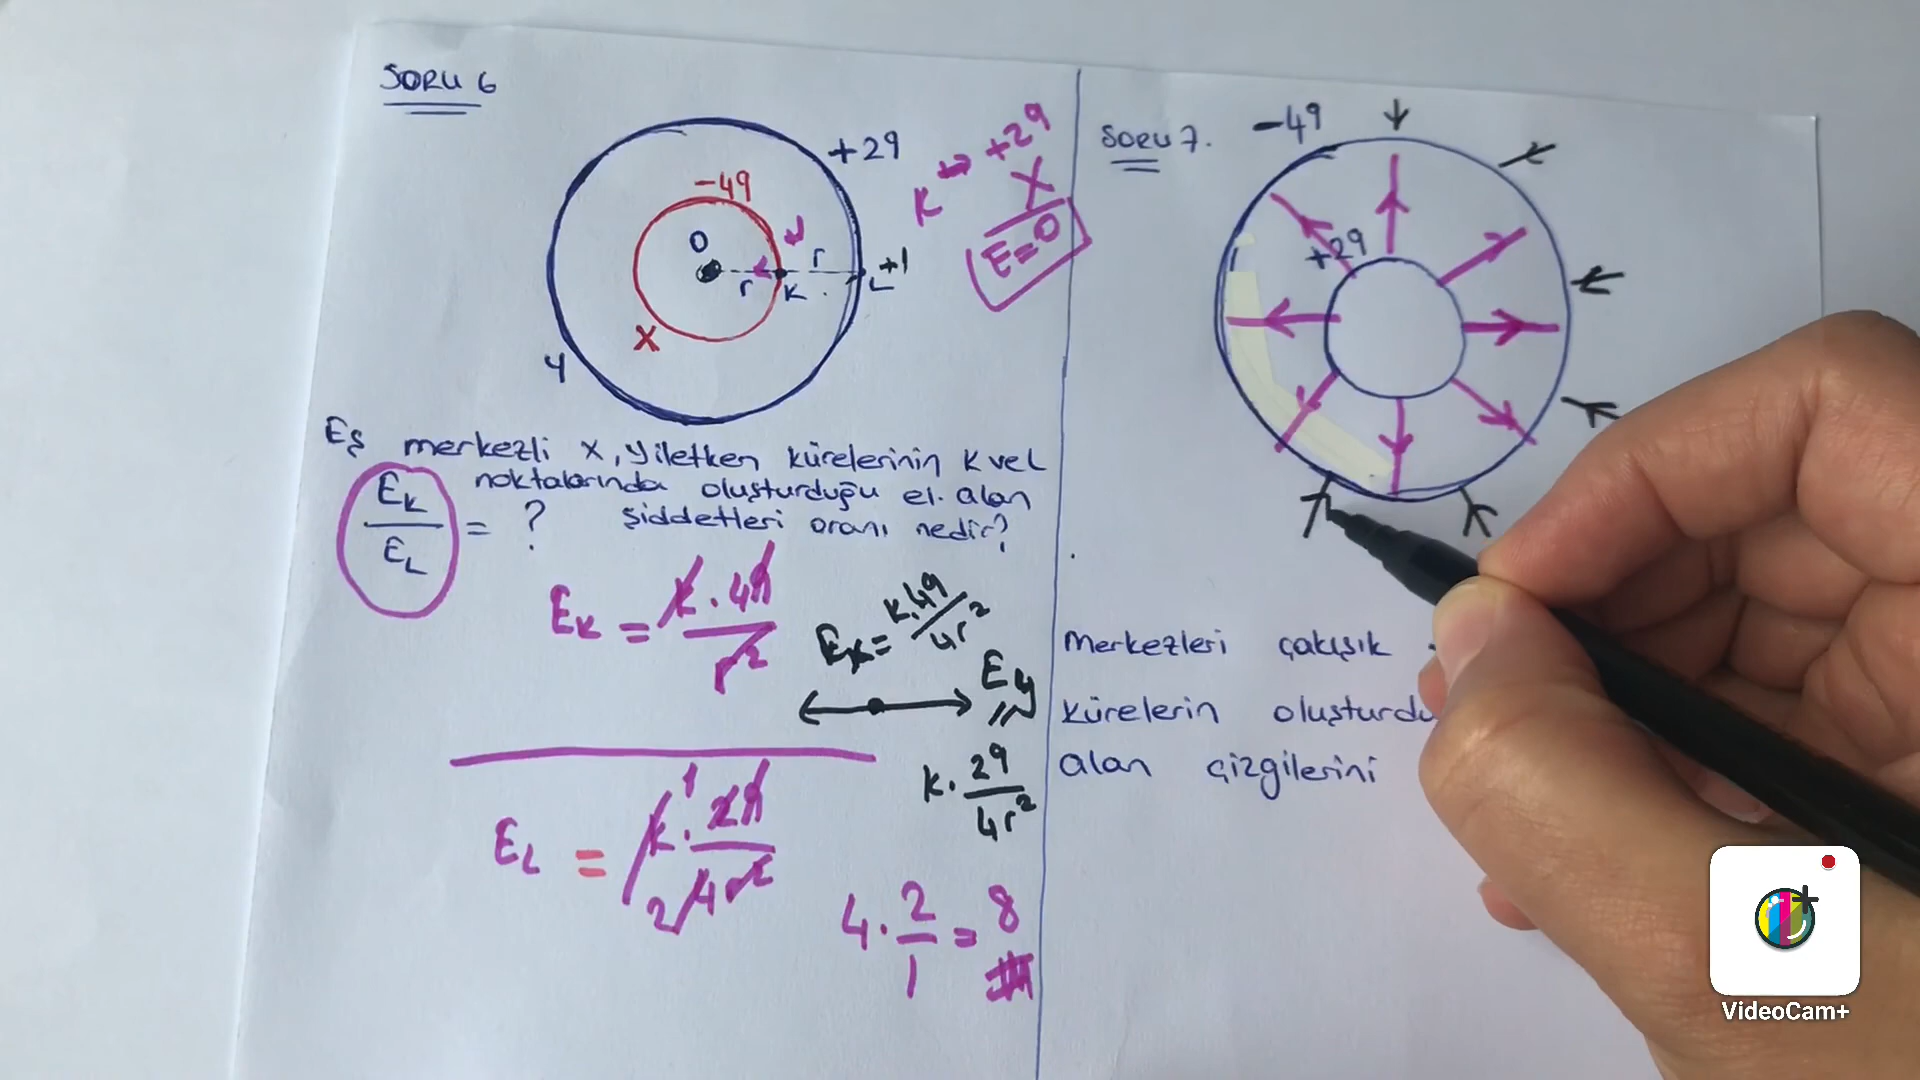 SORU 6
+2q
-4q
O
r
r
K
L
+1
X
Y
K ↔ +2q
X
E=0
Eş merkezli X, Y iletken kürelerinin K ve L
noktalarında oluşturduğu el. alan
şiddetleri oranı nedir?
EK/EL = ?
EK = k.4q/r²
EL = k.2q/4r²
1
2
EX = k.4q/4r²
Ey
k.2q/4r²
4.2/1 = 8
SORU 7.
-4q
+2q
Merkezleri çakışık
kürelerin oluşturdu
alan çizgilerini
VideoCam+